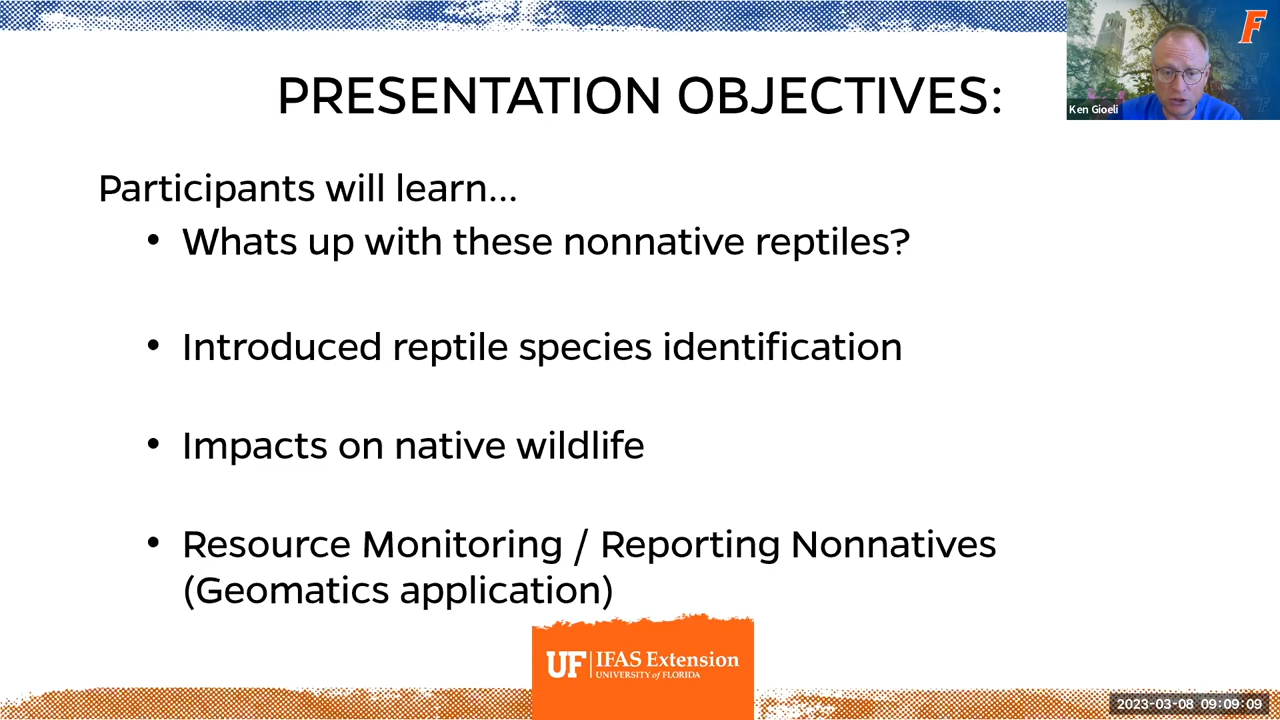 PRESENTATION OBJECTIVES:
F
Ken Gioeli
Participants will learn...
• Whats up with these nonnative reptiles?
• Introduced reptile species identification
• Impacts on native wildlife
• Resource Monitoring / Reporting Nonnatives
(Geomatics application)
UF | IFAS Extension
UNIVERSITY of FLORIDA
2023-03-08 09:09:09